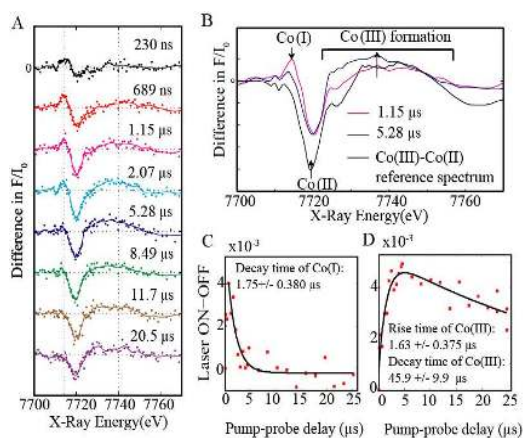 A
230 ns
0
689 ns
1.15 µs
2.07 µs
5.28 µs
8.49 µs
11.7 µs
20.5 µs
Difference in F/I0
7700 7720 7740 7760
X-Ray Energy(eV)
B
Co(I)
Co(III) formation
0
1.15 µs
5.28 µs
Co(III)-Co(II)
reference spectrum
Co(II)
Difference in F/I0
7700 7720 7740 7760
X-Ray Energy(eV)
C
x10-3
Decay time of Co(I):
1.75+/- 0.380 µs
Laser ON−OFF
6
4
2
0
0 5 10 15 20 25
Pump-probe delay [µs]
D
x10-3
4
2
0
Rise time of Co(III):
1.63 +/- 0.375 µs
Decay time of Co(III):
45.9 +/- 9.9 µs
0 5 10 15 20 25
Pump-probe delay [µs]